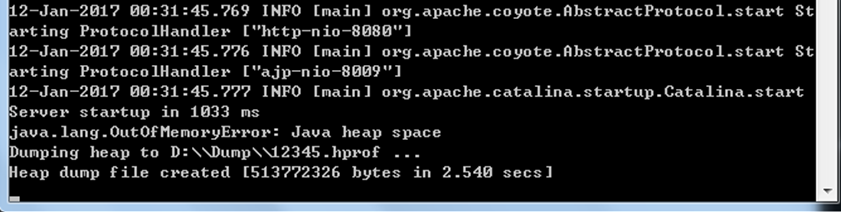 12-Jan-2017 00:31:45.769 INFO [main] org.apache.coyote.AbstractProtocol.start St
arting ProtocolHandler ["http-nio-8080"]
12-Jan-2017 00:31:45.776 INFO [main] org.apache.coyote.AbstractProtocol.start St
arting ProtocolHandler ["ajp-nio-8009"]
12-Jan-2017 00:31:45.777 INFO [main] org.apache.catalina.startup.Catalina.start
Server startup in 1033 ms
java.lang.OutOfMemoryError: Java heap space
Dumping heap to D:\\Dump\\12345.hprof ...
Heap dump file created [513772326 bytes in 2.540 secs]